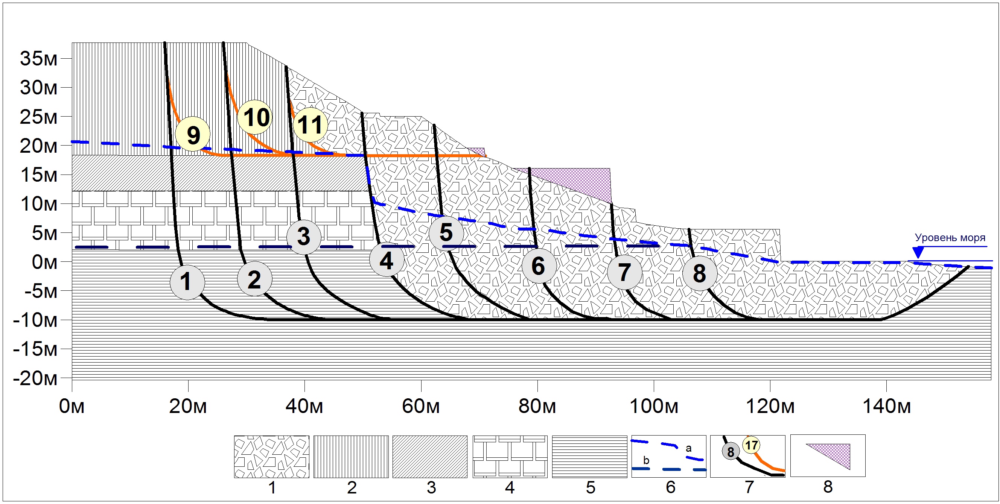 35м
30м
25м
20м
15м
10м
5м
0м
-5м
-10м
-15м
-20м
9
10
11
1
2
3
4
5
6
7
8
Уровень моря
0м
20м
40м
60м
80м
100м
120м
140м
a
b
8
17
1
2
3
4
5
6
7
8